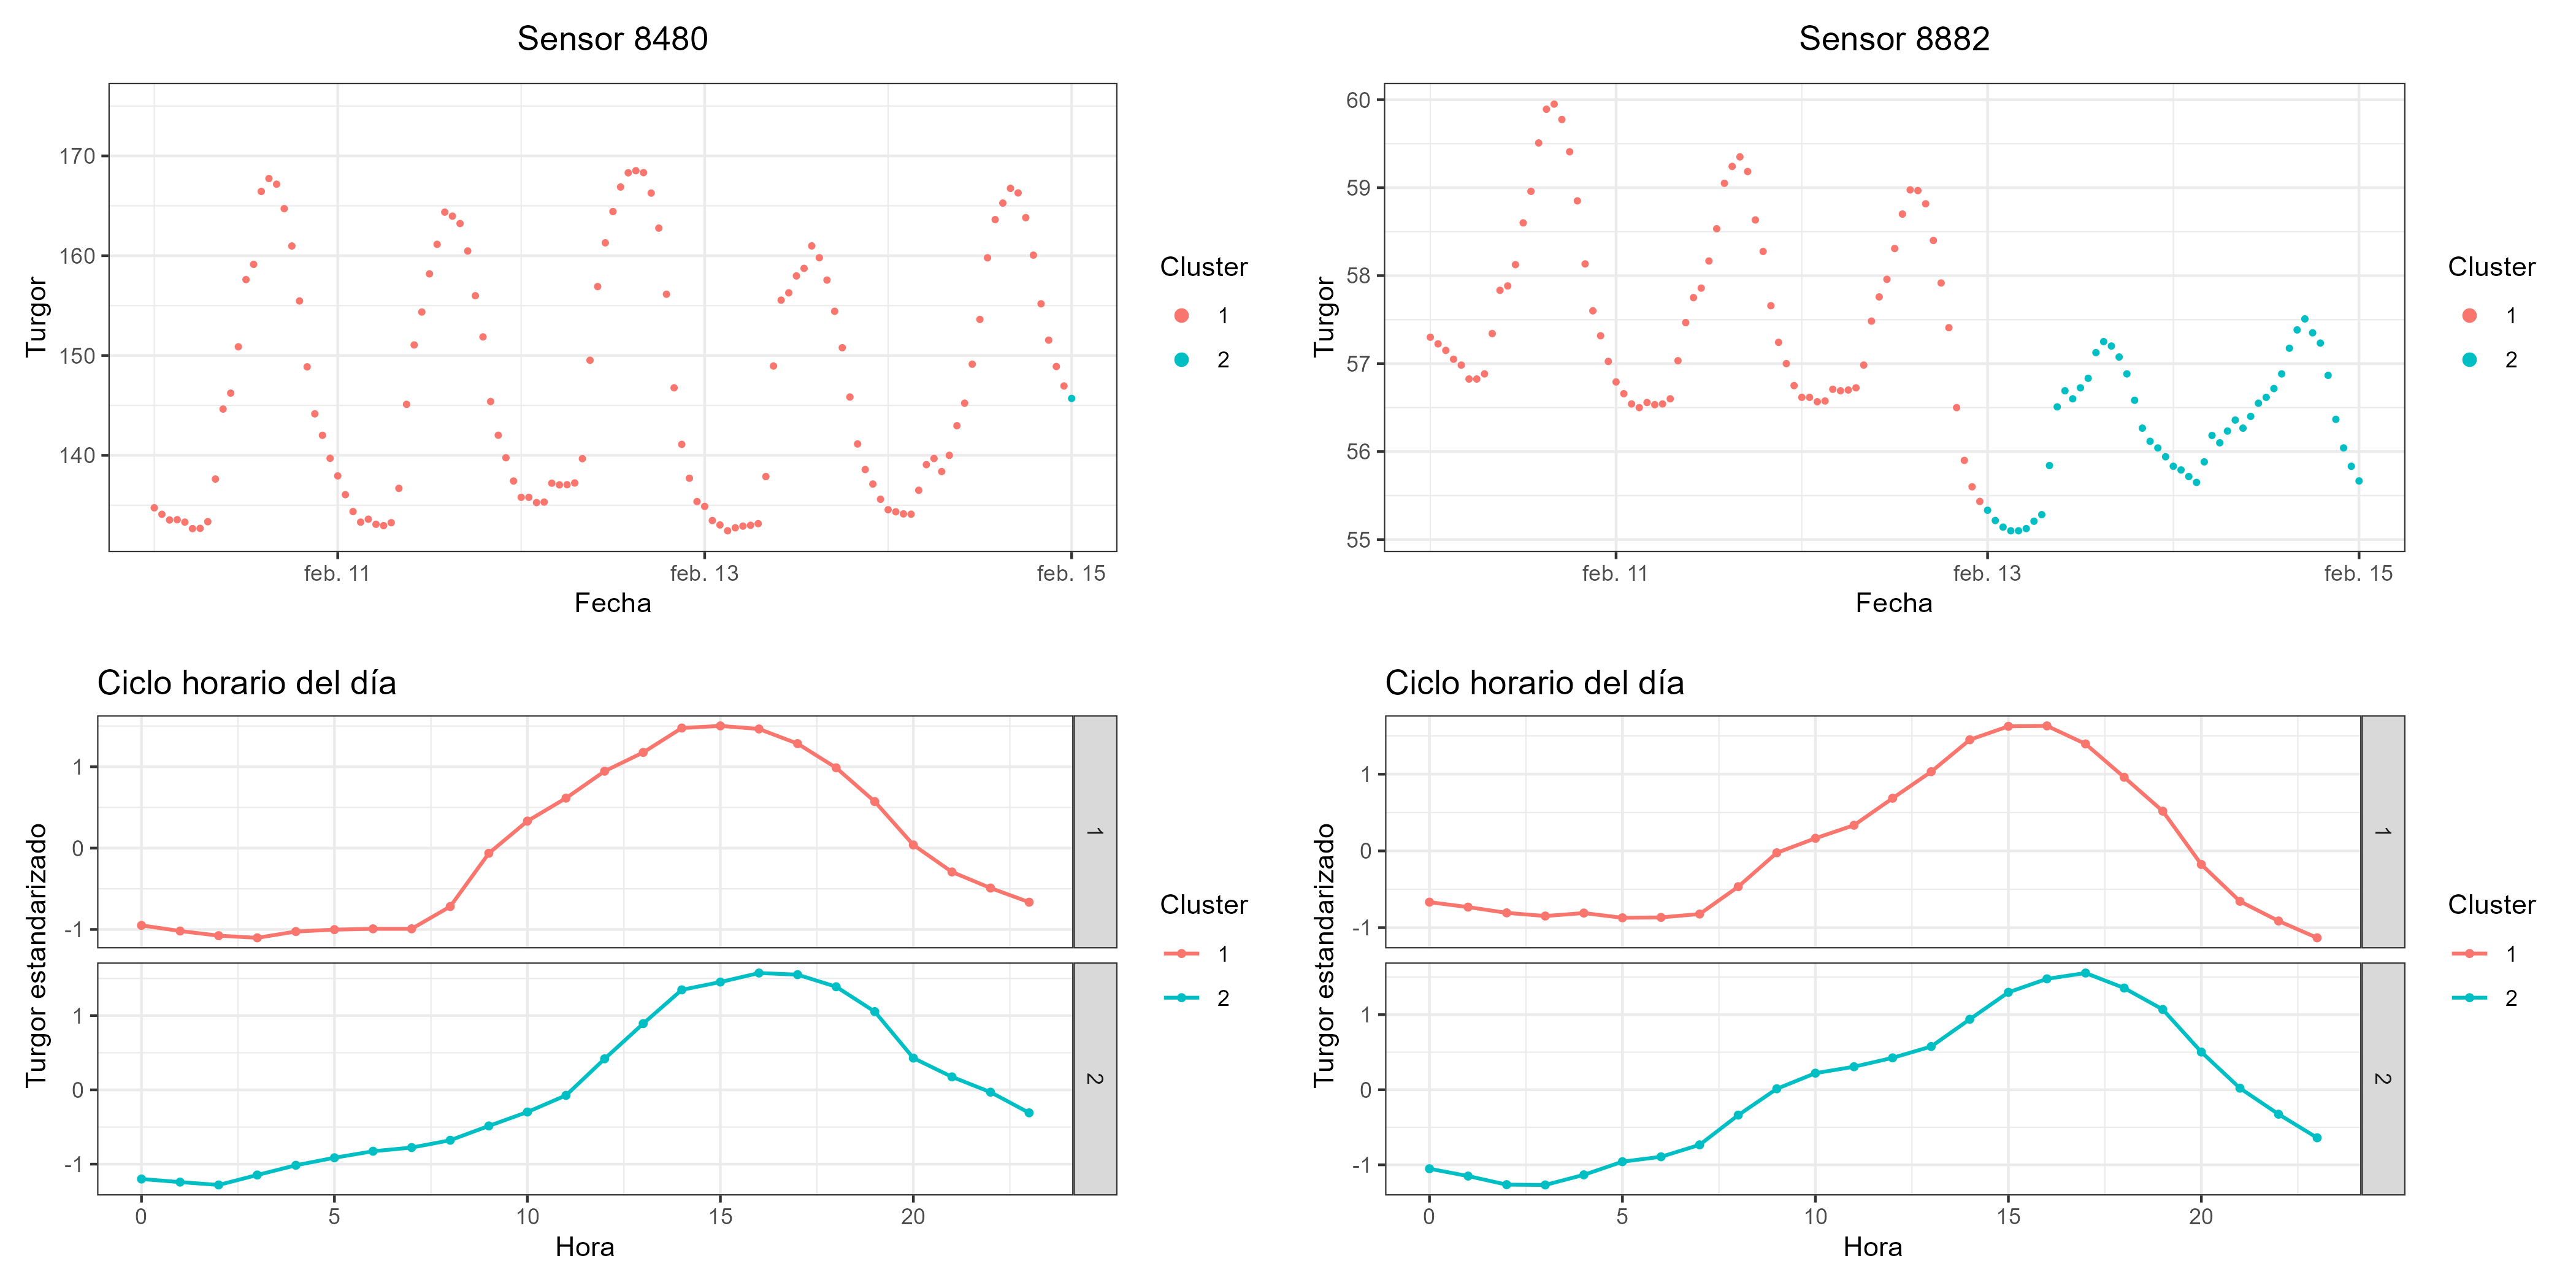 Sensor 8480
Turgor
170
160
150
140
feb. 11
feb. 13
feb. 15
Fecha
Cluster
1
2
Sensor 8882
Turgor
60
59
58
57
56
55
feb. 11
feb. 13
feb. 15
Fecha
Cluster
1
2
Ciclo horario del día
Turgor estandarizado
1
0
-1
1
1
0
-1
2
0
5
10
15
20
Hora
Cluster
1
2
Ciclo horario del día
Turgor estandarizado
1
0
-1
1
1
0
-1
2
0
5
10
15
20
Hora
Cluster
1
2